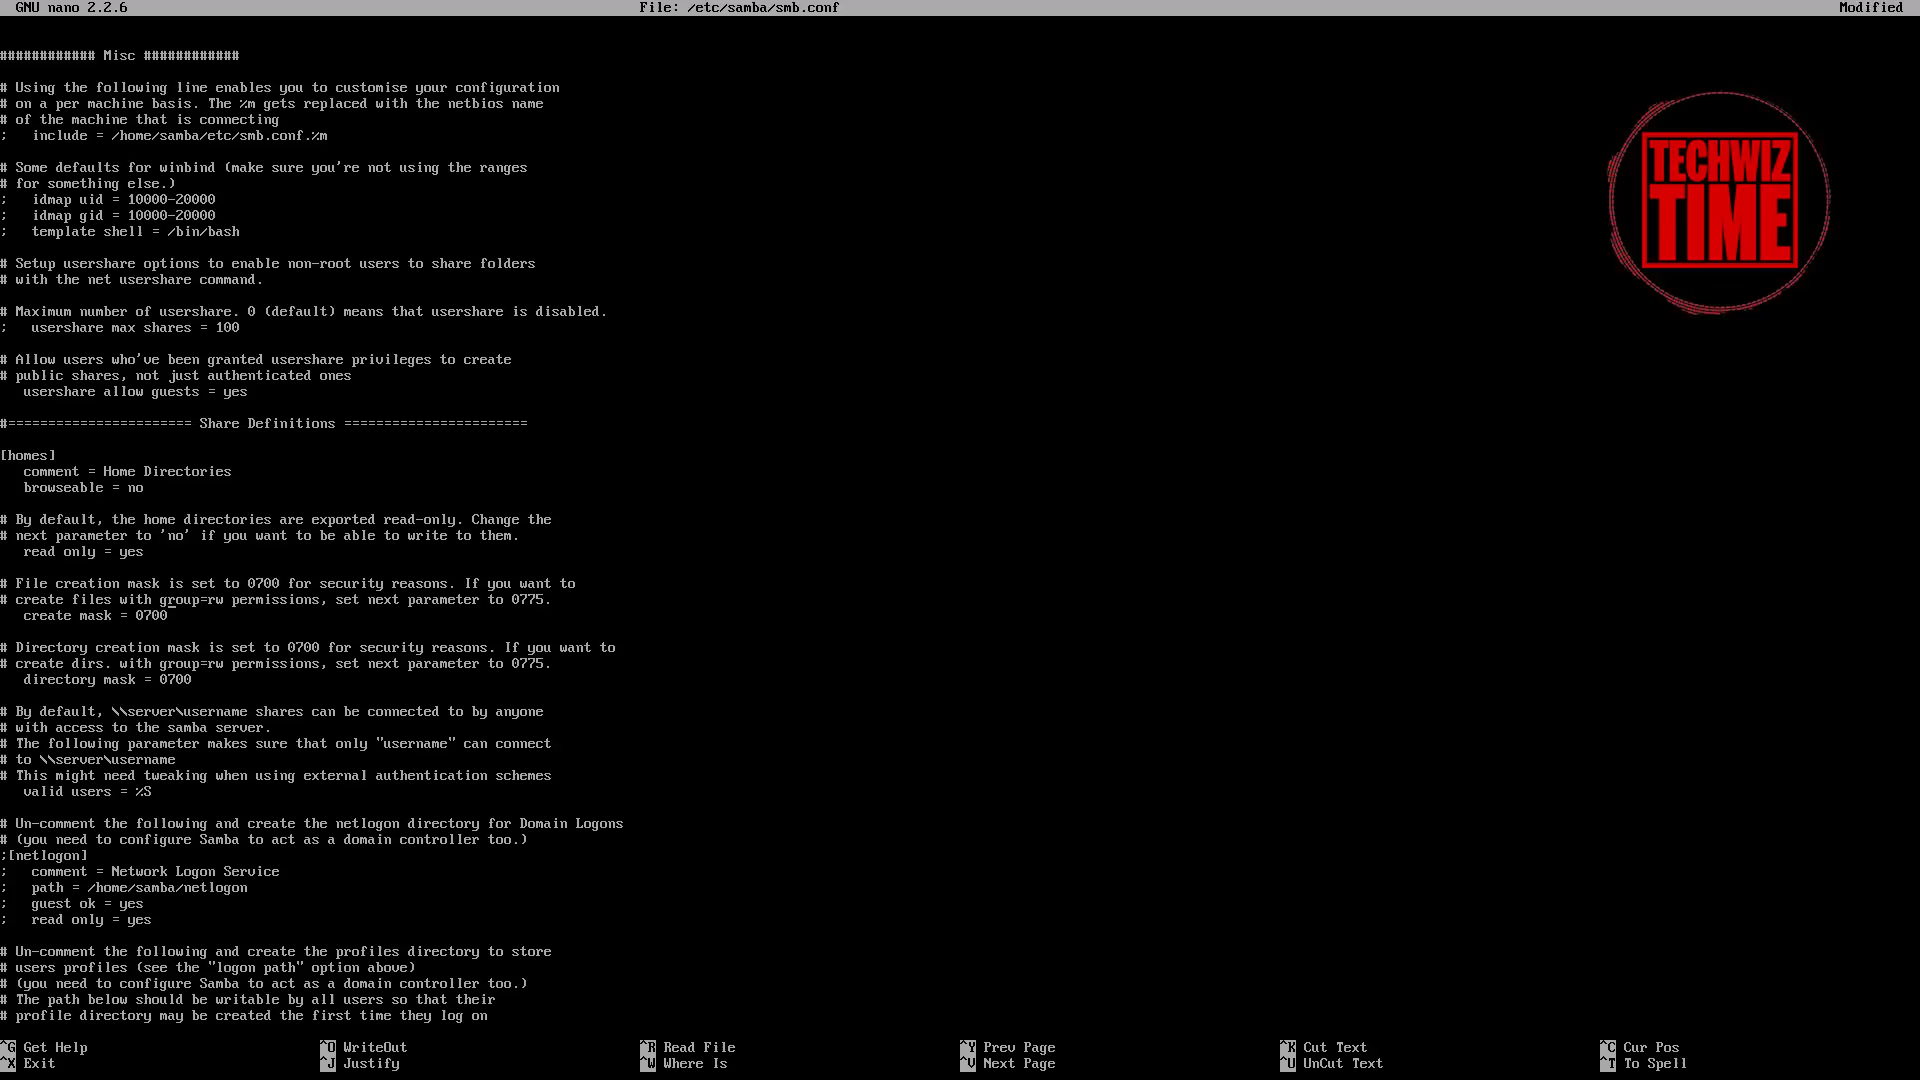 GNU nano 2.2.6 File: /etc/samba/smb.conf Modified
############ Misc ############
# Using the following line enables you to customise your configuration
# on a per machine basis. The %m gets replaced with the netbios name
# of the machine that is connecting
;   include = /home/samba/etc/smb.conf.%m
# Some defaults for winbind (make sure you're not using the ranges
# for something else.)
;   idmap uid = 10000-20000
;   idmap gid = 10000-20000
;   template shell = /bin/bash
# Setup usershare options to enable non-root users to share folders
# with the net usershare command.
# Maximum number of usershare. 0 (default) means that usershare is disabled.
;   usershare max shares = 100
# Allow users who've been granted usershare privileges to create
# public shares, not just authenticated ones
   usershare allow guests = yes
#======================= Share Definitions =======================
[homes]
   comment = Home Directories
   browseable = no
# By default, the home directories are exported read-only. Change the
# next parameter to 'no' if you want to be able to write to them.
   read only = yes
# File creation mask is set to 0700 for security reasons. If you want to
# create files with group=rw permissions, set next parameter to 0775.
   create mask = 0700
# Directory creation mask is set to 0700 for security reasons. If you want to
# create dirs. with group=rw permissions, set next parameter to 0775.
   directory mask = 0700
# By default, \\server\username shares can be connected to by anyone
# with access to the samba server.
# The following parameter makes sure that only "username" can connect
# to \\server\username
# This might need tweaking when using external authentication schemes
   valid users = %S
# Un-comment the following and create the netlogon directory for Domain Logons
# (you need to configure Samba to act as a domain controller too.)
;[netlogon]
;   comment = Network Logon Service
;   path = /home/samba/netlogon
;   guest ok = yes
;   read only = yes
# Un-comment the following and create the profiles directory to store
# users profiles (see the "logon path" option above)
# (you need to configure Samba to act as a domain controller too.)
# The path below should be writable by all users so that their
# profile directory may be created the first time they log on
^G Get Help ^O WriteOut ^R Read File ^Y Prev Page ^K Cut Text ^C Cur Pos
^X Exit ^J Justify ^W Where Is ^V Next Page ^U UnCut Text ^T To Spell
TECHWIZ
TIME